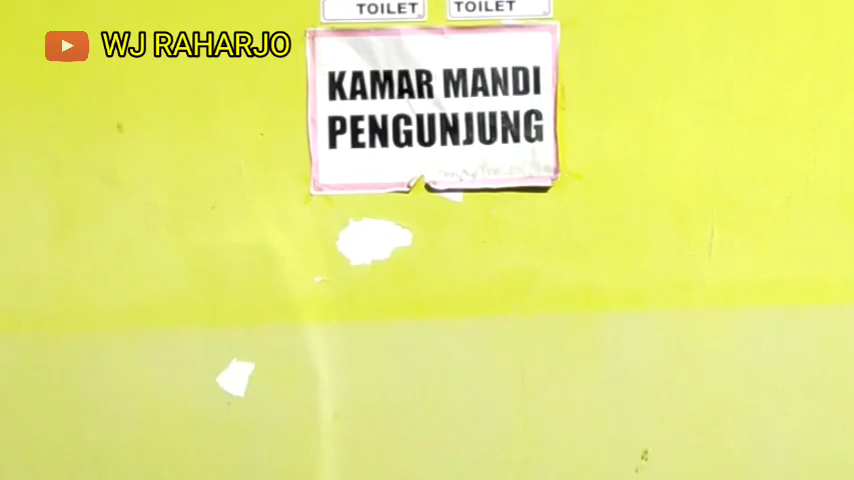 TOILET
TOILET
WJ RAHARJO
KAMAR MANDI
PENGUNJUNG